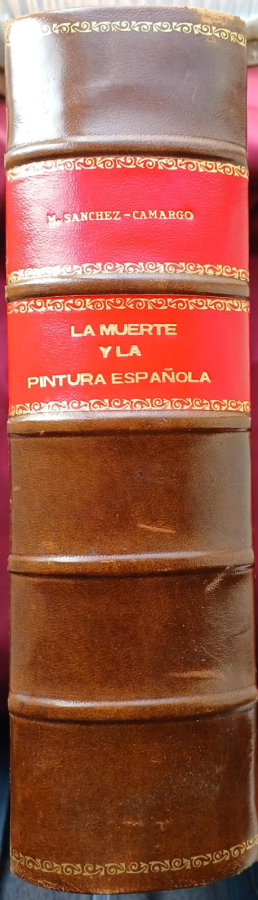 M. SANCHEZ-CAMARGO
LA MUERTE
Y LA
PINTURA ESPAÑOLA